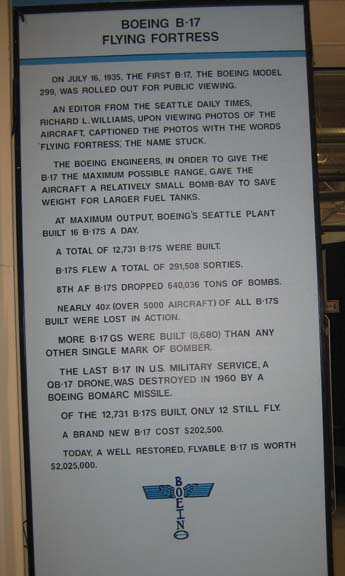 BOEING B-17
FLYING FORTRESS
ON JULY 16, 1935, THE FIRST B-17, THE BOEING MODEL
299, WAS ROLLED OUT FOR PUBLIC VIEWING.
AN EDITOR FROM THE SEATTLE DAILY TIMES,
RICHARD L. WILLIAMS, UPON VIEWING PHOTOS OF THE
AIRCRAFT, CAPTIONED THE PHOTOS WITH THE WORDS
'FLYING FORTRESS', THE NAME STUCK.
THE BOEING ENGINEERS, IN ORDER TO GIVE THE
B-17 THE MAXIMUM POSSIBLE RANGE, GAVE THE
AIRCRAFT A RELATIVELY SMALL BOMB-BAY TO SAVE
WEIGHT FOR LARGER FUEL TANKS.
AT MAXIMUM OUTPUT, BOEING'S SEATTLE PLANT
BUILT 16 B-17S A DAY.
A TOTAL OF 12,731 B-17S WERE BUILT.
B-17S FLEW A TOTAL OF 291,508 SORTIES.
8TH AF B-17S DROPPED 640,036 TONS OF BOMBS.
NEARLY 40% (OVER 5000 AIRCRAFT) OF ALL B-17S
BUILT WERE LOST IN ACTION.
MORE B-17 GS WERE BUILT (8,680) THAN ANY
OTHER SINGLE MARK OF BOMBER.
THE LAST B-17 IN U.S. MILITARY SERVICE, A
QB-17 DRONE, WAS DESTROYED IN 1960 BY A
BOEING BOMARC MISSILE.
OF THE 12,731 B-17S BUILT, ONLY 12 STILL FLY.
A BRAND NEW B-17 COST $202,500.
TODAY, A WELL RESTORED, FLYABLE B-17 IS WORTH
$2,025,000.
BOEING